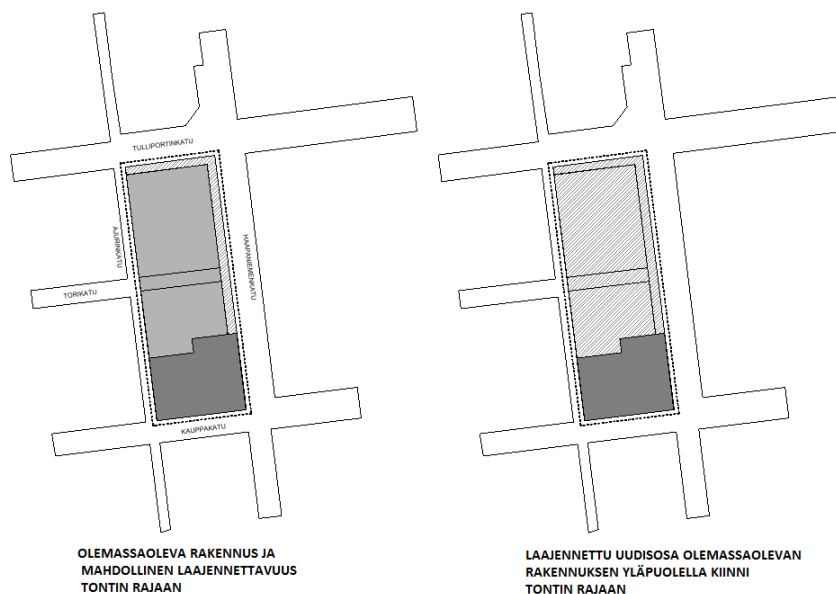 TULLIPORTINKATU
AJURINKATU
HAAPANIEMENKATU
TORIKATU
KAUPPAKATU
OLEMASSAOLEVA RAKENNUS JA
MAHDOLLINEN LAAJENNETTAVUUS
TONTIN RAJAAN
LAAJENNETTU UUDISOSA OLEMASSAOLEVAN
RAKENNUKSEN YLÄPUOLELLA KIINNI
TONTIN RAJAAN